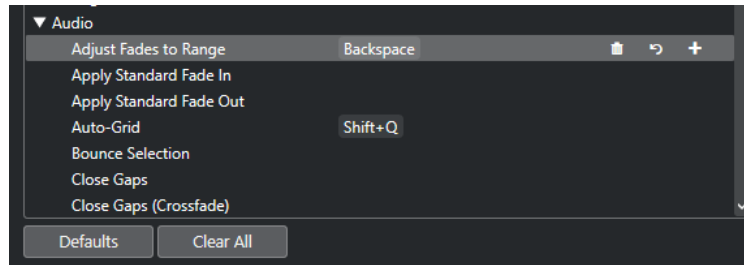 Audio
Adjust Fades to Range Backspace
Apply Standard Fade In
Apply Standard Fade Out
Auto-Grid Shift+Q
Bounce Selection
Close Gaps
Close Gaps (Crossfade)
Defaults Clear All